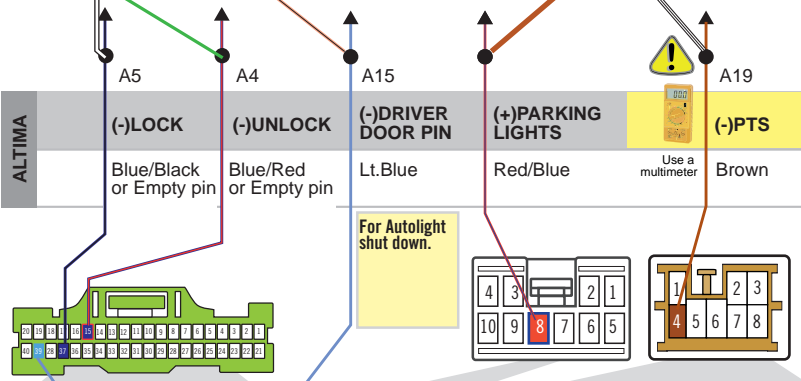 A5
A4
A15
A19
ALTIMA
(-)LOCK
(-)UNLOCK
(-)DRIVER
DOOR PIN
(+)PARKING
LIGHTS
(-)PTS
Blue/Black
or Empty pin
Blue/Red
or Empty pin
Lt.Blue
Red/Blue
Use a
multimeter
Brown
For Autolight
shut down.
4 3 2 1
10 9 8 7 6 5
1 2 3
4 5 6 7 8
20 19 18 1 16 15 14 13 12 11 10 9 8 7 6 5 4 3 2 1
40 39 28 37 36 35 34 33 32 31 30 29 28 27 26 25 24 23 22 21